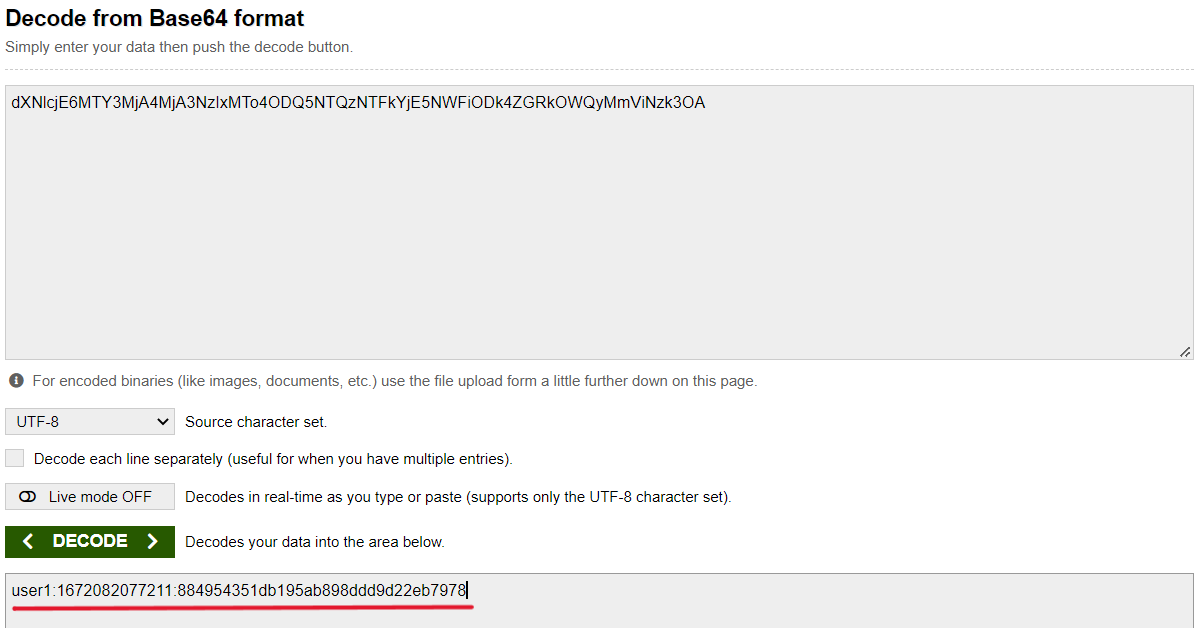 Decode from Base64 format
Simply enter your data then push the decode button.
dXNlcjE6MTY3MjA4MjA3NzIxMTo4ODQ5NTQzNTFkYjE5NWFiODk4ZGRkOWQyMmViNzk3OA
For encoded binaries (like images, documents, etc.) use the file upload form a little further down on this page.
UTF-8 Source character set.
Decode each line separately (useful for when you have multiple entries).
Live mode OFF Decodes in real-time as you type or paste (supports only the UTF-8 character set).
DECODE Decodes your data into the area below.
user1:1672082077211:884954351db195ab898ddd9d22eb7978